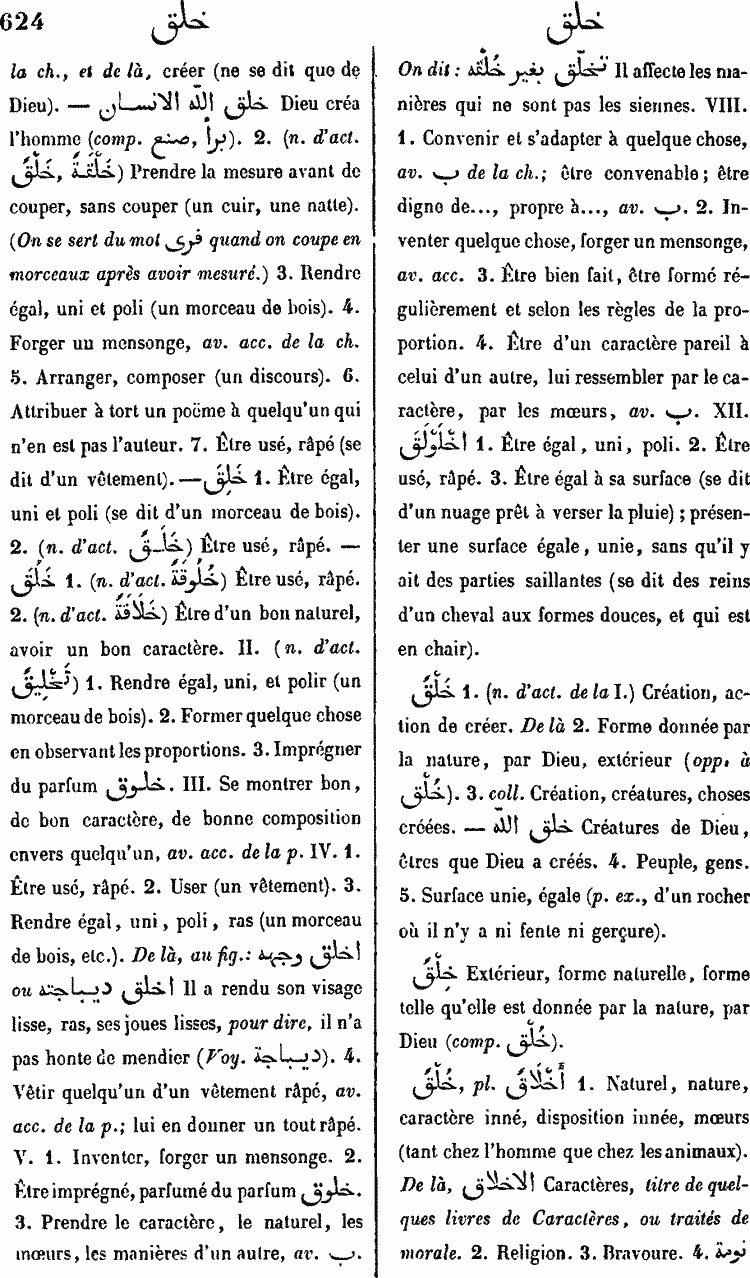 624 خلق خلق
la ch., et de là, créer (ne se dit que de
Dieu). — خلق الله الانسان Dieu créa
l'homme (comp. برأ, صنع). 2. (n. d'act.
خَلْقٌ, خَلْقَةٌ) Prendre la mesure avant de
couper, sans couper (un cuir, une natte).
(On se sert du mot فرى quand on coupe en
morceaux après avoir mesuré.) 3. Rendre
égal, uni et poli (un morceau de bois). 4.
Forger un mensonge, av. acc. de la ch.
5. Arranger, composer (un discours). 6.
Attribuer à tort un poëme à quelqu'un qui
n'en est pas l'auteur. 7. Être usé, râpé (se
dit d'un vêtement). — خَلِقَ 1. Être égal,
uni et poli (se dit d'un morceau de bois).
2. (n. d'act. خَلَقٌ) Être usé, râpé. —
خَلُقَ 1. (n. d'act. خُلُوقَةٌ) Être usé, râpé.
2. (n. d'act. خَلَاقَةٌ) Être d'un bon naturel,
avoir un bon caractère. II. (n. d'act.
تَخْلِيقٌ) 1. Rendre égal, uni, et polir (un
morceau de bois). 2. Former quelque chose
en observant les proportions. 3. Imprégner
du parfum خلوق. III. Se montrer bon,
de bon caractère, de bonne composition
envers quelqu'un, av. acc. de la p. IV. 1.
Être usé, râpé. 2. User (un vêtement). 3.
Rendre égal, uni, poli, ras (un morceau
de bois, etc.). De là, au fig.: اخلق وجهه
ou اخلق ديباجته Il a rendu son visage
lisse, ras, ses joues lisses, pour dire, il n'a
pas honte de mendier (Voy. ديباجة). 4.
Vêtir quelqu'un d'un vêtement râpé, av.
acc. de la p.; lui en donner un tout râpé.
V. 1. Inventer, forger un mensonge. 2.
Être imprégné, parfumé du parfum خلوق.
3. Prendre le caractère, le naturel, les
mœurs, les manières d'un autre, av. ب.
On dit : تخلّق بغير خُلْقه Il affecte les ma-
nières qui ne sont pas les siennes. VIII.
1. Convenir et s'adapter à quelque chose,
av. ب de la ch.; être convenable; être
digne de..., propre à..., av. ب. 2. In-
venter quelque chose, forger un mensonge,
av. acc. 3. Être bien fait, être formé ré-
gulièrement et selon les règles de la pro-
portion. 4. Être d'un caractère pareil à
celui d'un autre, lui ressembler par le ca-
ractère, par les mœurs, av. ب. XII.
اخْلَوْلَقَ 1. Être égal, uni, poli. 2. Être
usé, râpé. 3. Être égal à sa surface (se dit
d'un nuage prêt à verser la pluie); présen-
ter une surface égale, unie, sans qu'il y
ait des parties saillantes (se dit des reins
d'un cheval aux formes douces, et qui est
en chair).
خَلْقٌ 1. (n. d'act. de la I.) Création, ac-
tion de créer. De là 2. Forme donnée par
la nature, par Dieu, extérieur (opp. à
خُلْقٌ). 3. coll. Création, créatures, choses
créées. — خلق الله Créatures de Dieu,
êtres que Dieu a créés. 4. Peuple, gens.
5. Surface unie, égale (p. ex., d'un rocher
où il n'y a ni fente ni gerçure).
خِلْقٌ Extérieur, forme naturelle, forme
telle qu'elle est donnée par la nature, par
Dieu (comp. خُلْقٌ).
خُلْقٌ, pl. أَخْلَاقٌ 1. Naturel, nature,
caractère inné, disposition innée, mœurs
(tant chez l'homme que chez les animaux).
De là, الاخلاق Caractères, titre de quel-
ques livres de Caractères, ou traités de
morale. 2. Religion. 3. Bravoure. 4. نومة